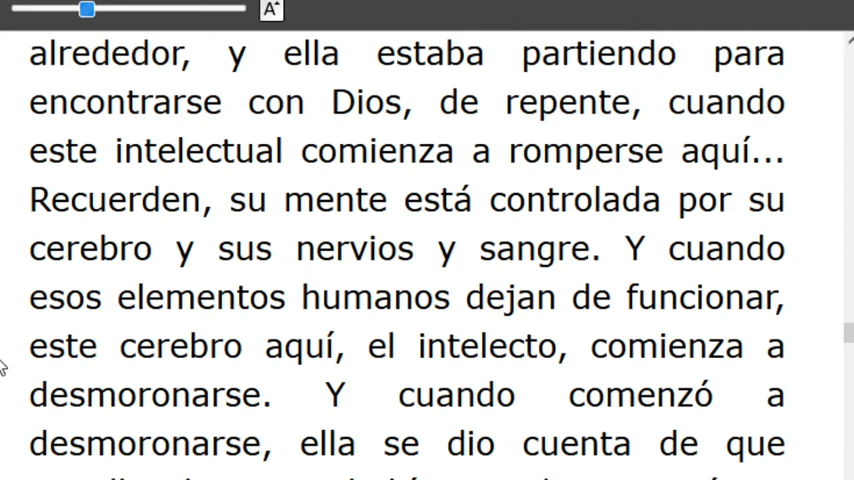 A
alrededor, y ella estaba partiendo para
encontrarse con Dios, de repente, cuando
este intelectual comienza a romperse aquí...
Recuerden, su mente está controlada por su
cerebro y sus nervios y sangre. Y cuando
esos elementos humanos dejan de funcionar,
este cerebro aquí, el intelecto, comienza a
desmoronarse. Y cuando comenzó a
desmoronarse, ella se dio cuenta de que